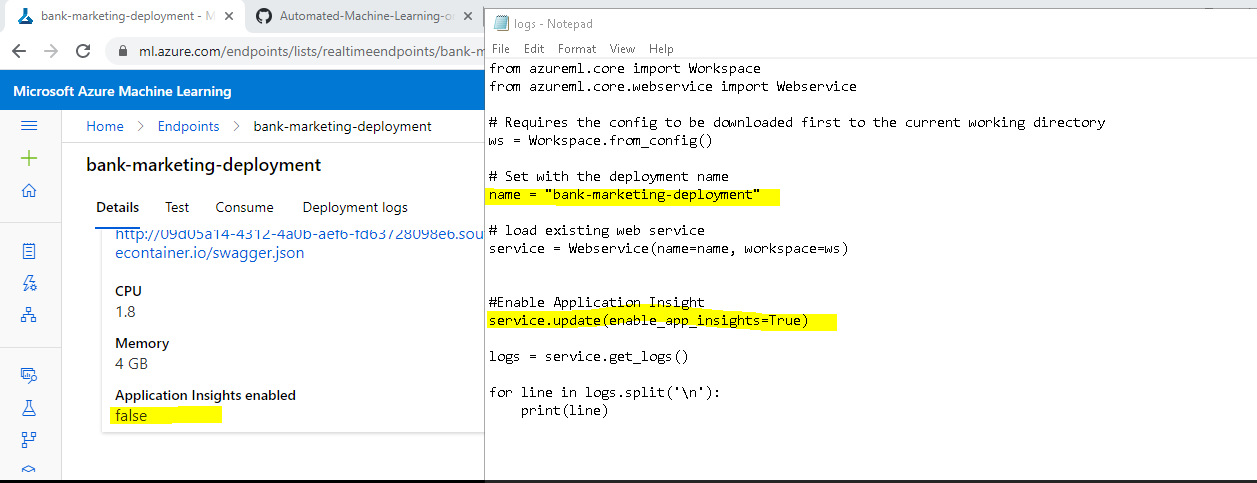 bank-marketing-deployment - M
Automated-Machine-Learning-o
ml.azure.com/endpoints/lists/realtimeendpoints/bank-m
Microsoft Azure Machine Learning
Home > Endpoints > bank-marketing-deployment
bank-marketing-deployment
Details Test Consume Deployment logs
http://09d05a14-4312-4a0b-aef6-fd63728098e6.sou
econtainer.io/swagger.json
CPU
1.8
Memory
4 GB
Application Insights enabled
false
logs - Notepad
File Edit Format View Help
from azureml.core import Workspace
from azureml.core.webservice import Webservice
# Requires the config to be downloaded first to the current working directory
ws = Workspace.from_config()
# Set with the deployment name
name = "bank-marketing-deployment"
# load existing web service
service = Webservice(name=name, workspace=ws)
#Enable Application Insight
service.update(enable_app_insights=True)
logs = service.get_logs()
for line in logs.split('\n'):
    print(line)